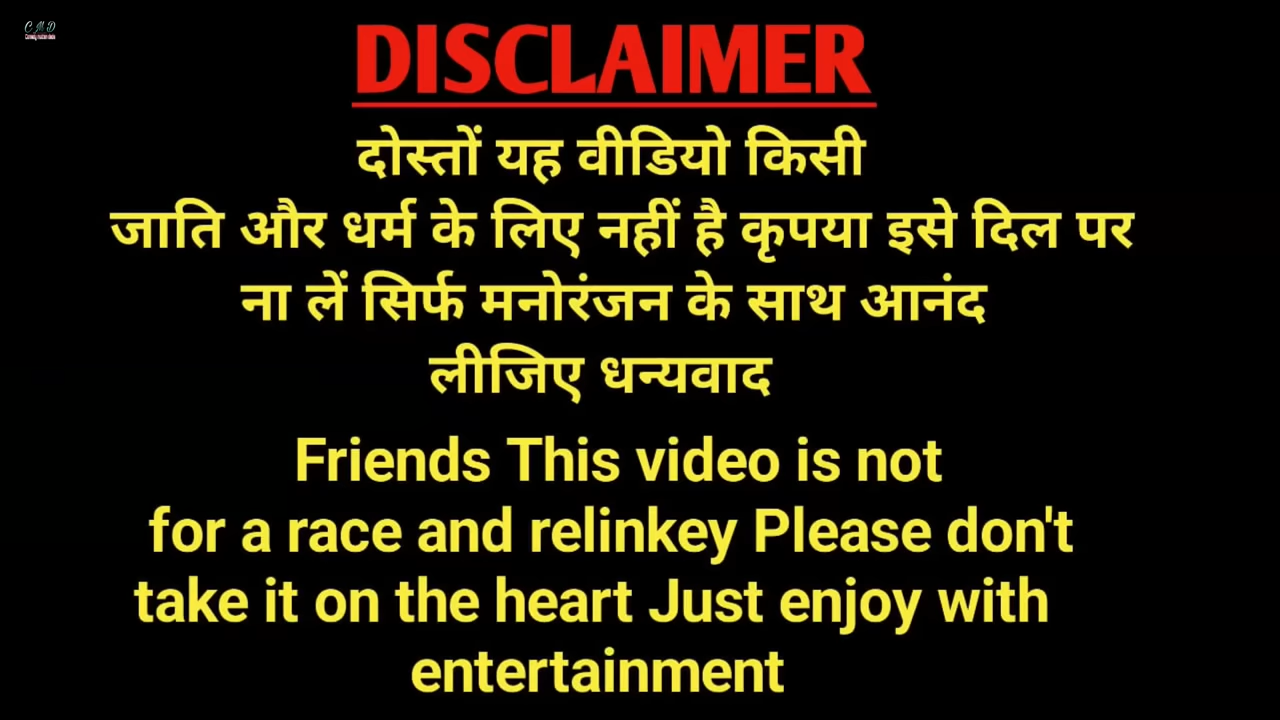 C M D
DISCLAIMER
दोस्तों यह वीडियो किसी
जाति और धर्म के लिए नहीं है कृपया इसे दिल पर
ना लें सिर्फ मनोरंजन के साथ आनंद
लीजिए धन्यवाद
Friends This video is not
for a race and relinkey Please don't
take it on the heart Just enjoy with
entertainment